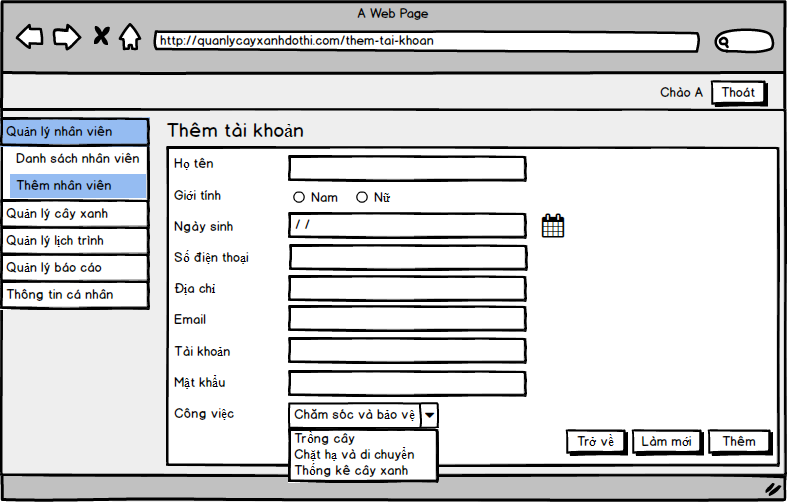 A Web Page
http://quanlycayxanhdothi.com/them-tai-khoan
Chào A
Thoát
Quản lý nhân viên
Danh sách nhân viên
Thêm nhân viên
Quản lý cây xanh
Quản lý lịch trình
Quản lý báo cáo
Thông tin cá nhân
Thêm tài khoản
Họ tên
Giới tính
Nam
Nữ
Ngày sinh
/ /
Số điện thoại
Địa chỉ
Email
Tài khoản
Mật khẩu
Công việc
Chăm sóc và bảo vệ
Trồng cây
Chặt hạ và di chuyển
Thống kê cây xanh
Trở về
Làm mới
Thêm